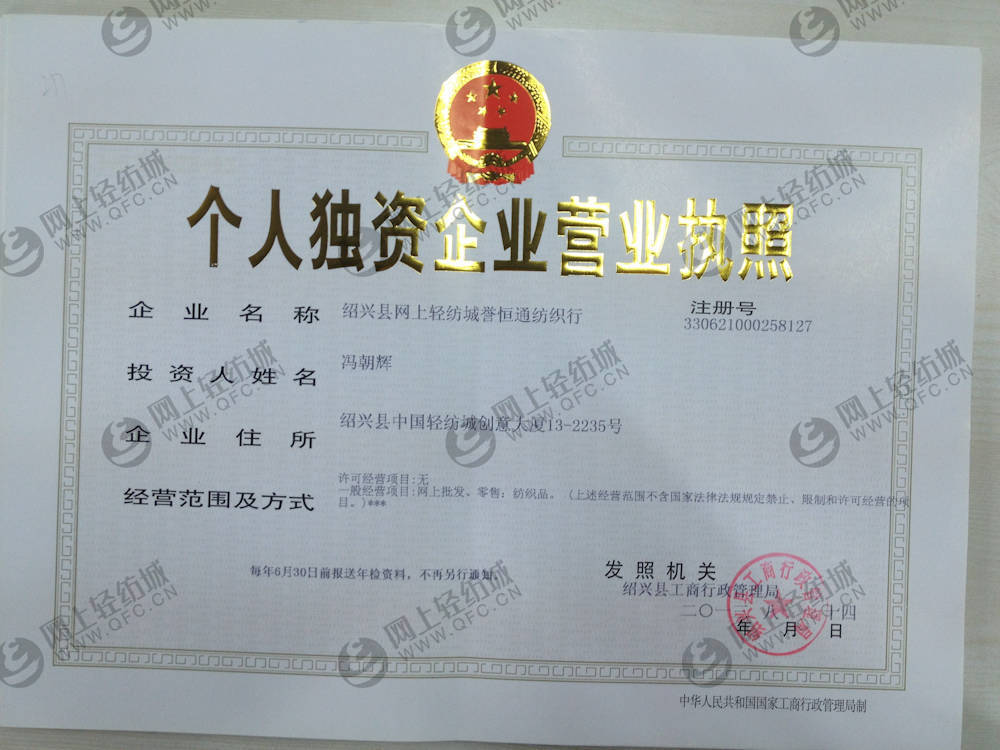 个人独资企业营业执照
企业名称 绍兴县网上轻纺城誉恒通纺织行
注册号
330621000258127
投资人姓名 冯朝辉
企业住所 绍兴县中国轻纺城创意大厦13-2235号
经营范围及方式
许可经营项目:无
一般经营项目:网上批发、零售:纺织品。(上述经营范围不含国家法律法规规定禁止、限制和许可经营的项
目。)***
每年6月30日前报送年检资料,不再另行通知。
发照机关
绍兴县工商行政管理局
年 月 日
中华人民共和国国家工商行政管理局制
网上轻纺城
WWW.QFC.CN